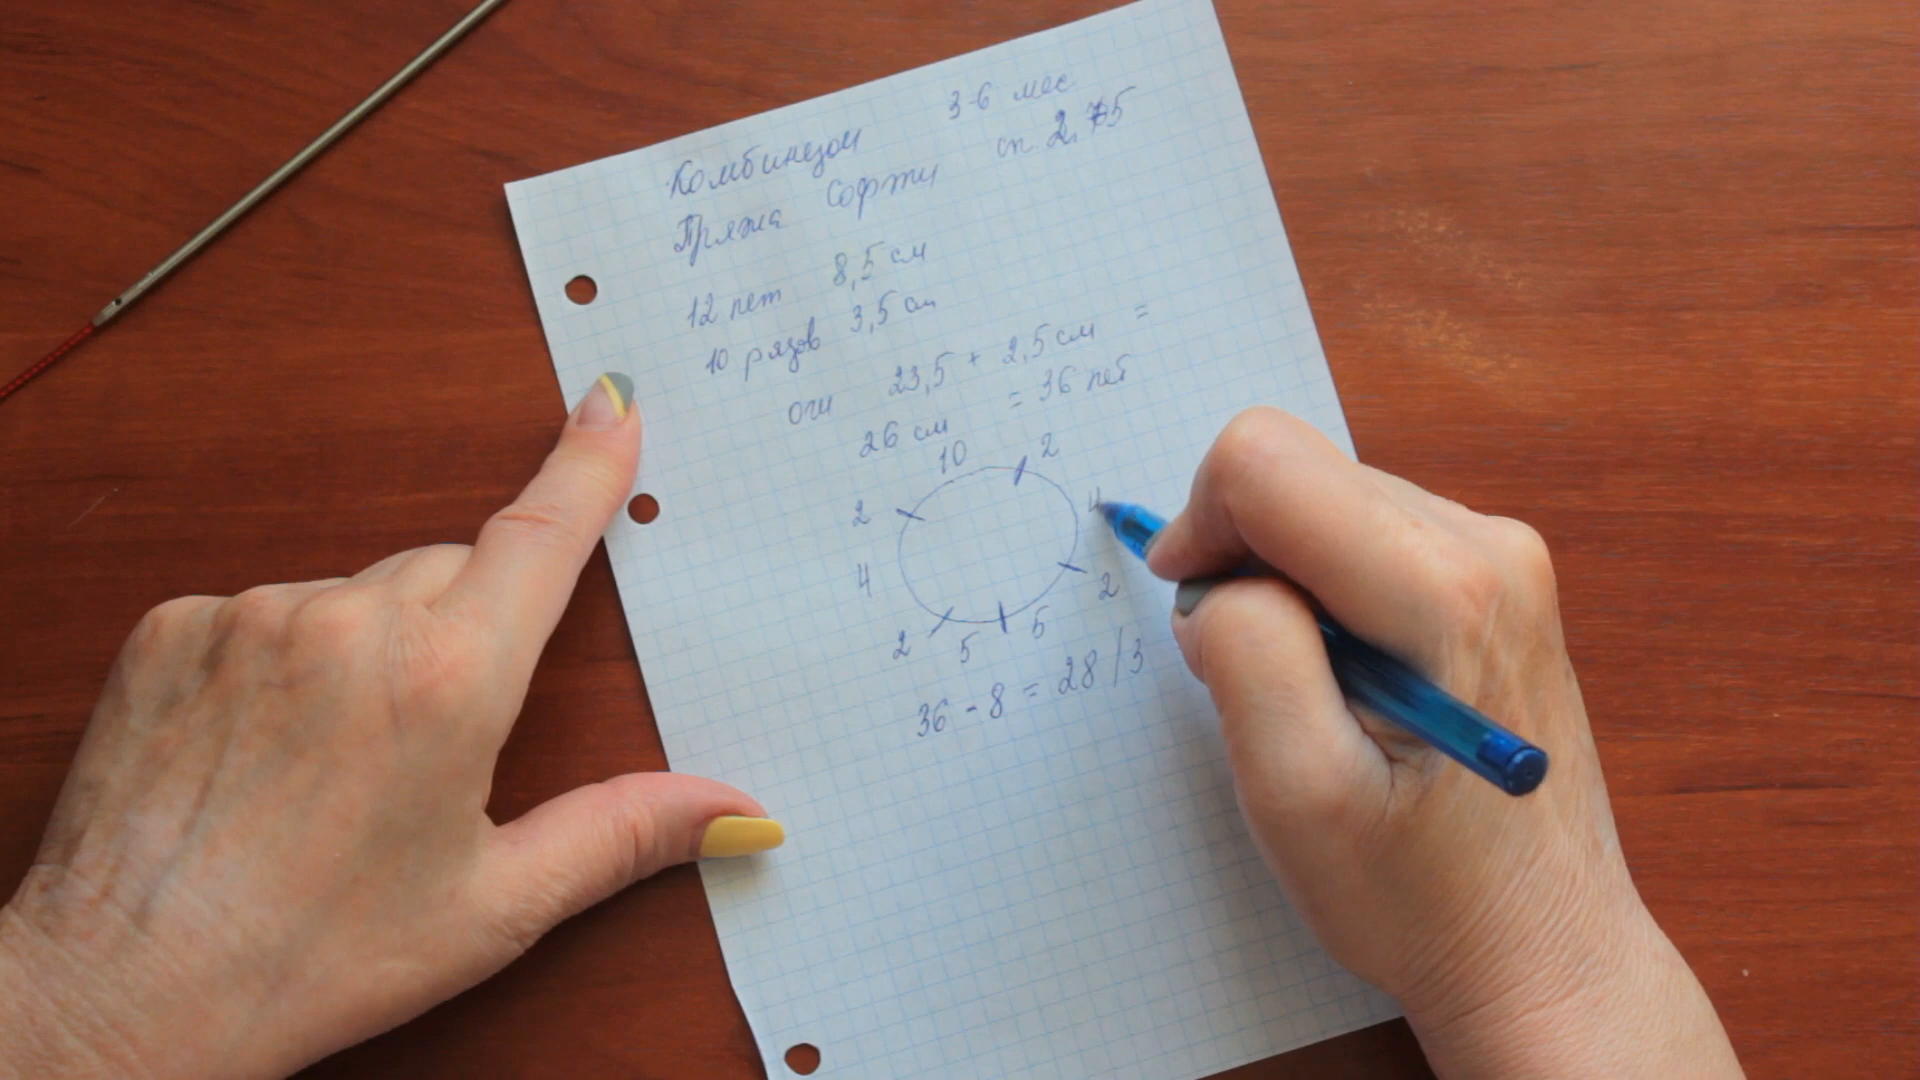 Комбинезон 3-6 мес
Пряжа Софти сп. 2,75
12 пет 8,5 см
10 рядов 3,5 см
ОГИ 23,5 + 2,5 см =
26 см = 36 пет
10 2
2 4
4 2
2 5 5
36 - 8 = 28 / 3